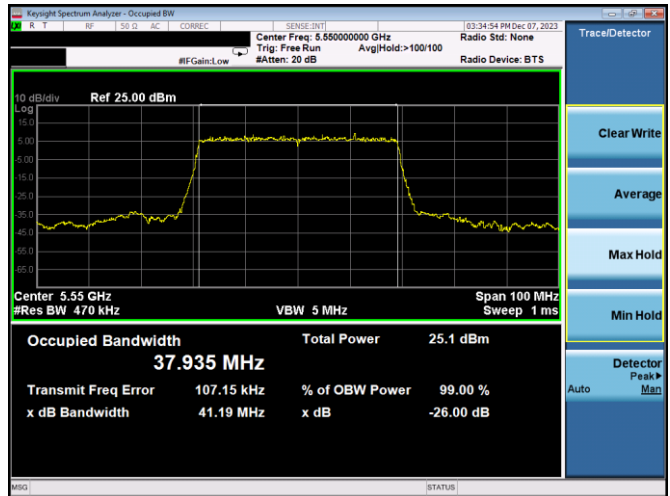 Keysight Spectrum Analyzer - Occupied BW
R T RF 50 Ω AC CORREC SENSE:INT 03:34:54 PM Dec 07, 2023
Center Freq: 5.550000000 GHz Radio Std: None
Trig: Free Run Avg|Hold:>100/100
#IFGain:Low #Atten: 20 dB Radio Device: BTS
Trace/Detector
10 dB/div Ref 25.00 dBm
Log
15.0
5.00
-5.00
-15.0
-25.0
-35.0
-45.0
-55.0
-65.0
Center 5.55 GHz Span 100 MHz
#Res BW 470 kHz VBW 5 MHz Sweep 1 ms
Occupied Bandwidth Total Power 25.1 dBm
37.935 MHz
Transmit Freq Error 107.15 kHz % of OBW Power 99.00 %
x dB Bandwidth 41.19 MHz x dB -26.00 dB
Clear Write
Average
Max Hold
Min Hold
Detector
Peak▶
Auto Man
MSG STATUS